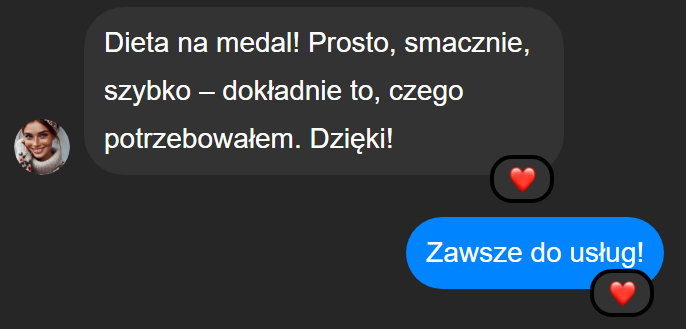 Dieta na medal! Prosto, smacznie,
szybko – dokładnie to, czego
potrzebowałem. Dzięki!
Zawsze do usług!